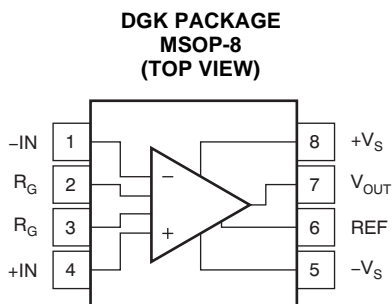 DGK PACKAGE
MSOP-8
(TOP VIEW)
–IN 1 8 +VS
RG 2 – 7 VOUT
RG 3 6 REF
+IN 4 + 5 –VS